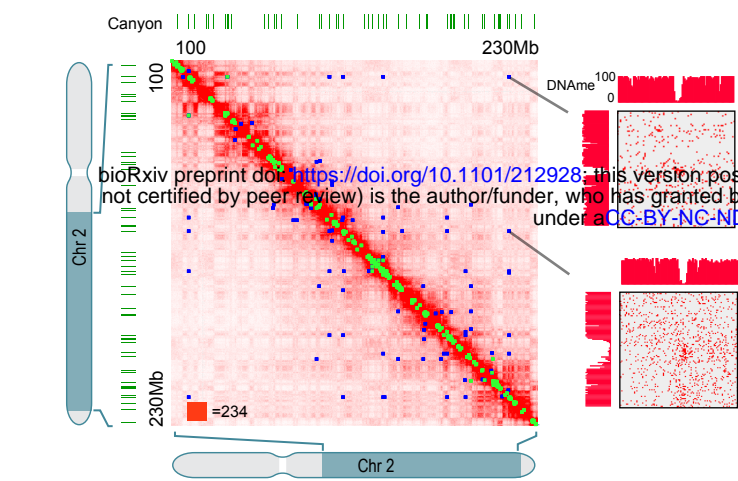 Canyon
100
230Mb
100
DNAme
100
0
bioRxiv preprint doi: https://doi.org/10.1101/212928; this version pos
not certified by peer review) is the author/funder, who has granted b
under aCC-BY-NC-ND
Chr 2
230Mb
=234
Chr 2